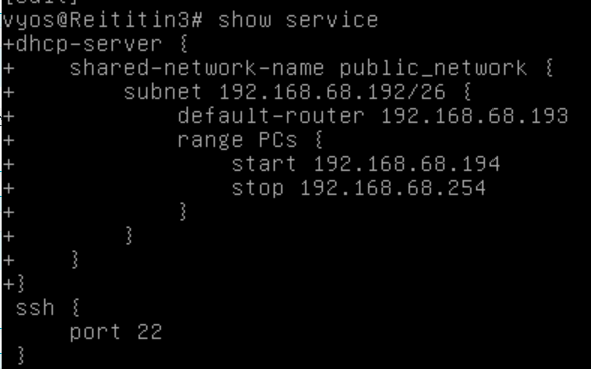 vyos@Reititin3# show service
+dhcp-server {
+    shared-network-name public_network {
+        subnet 192.168.68.192/26 {
+            default-router 192.168.68.193
+            range PCs {
+                start 192.168.68.194
+                stop 192.168.68.254
+            }
+        }
+    }
+}
 ssh {
     port 22
 }